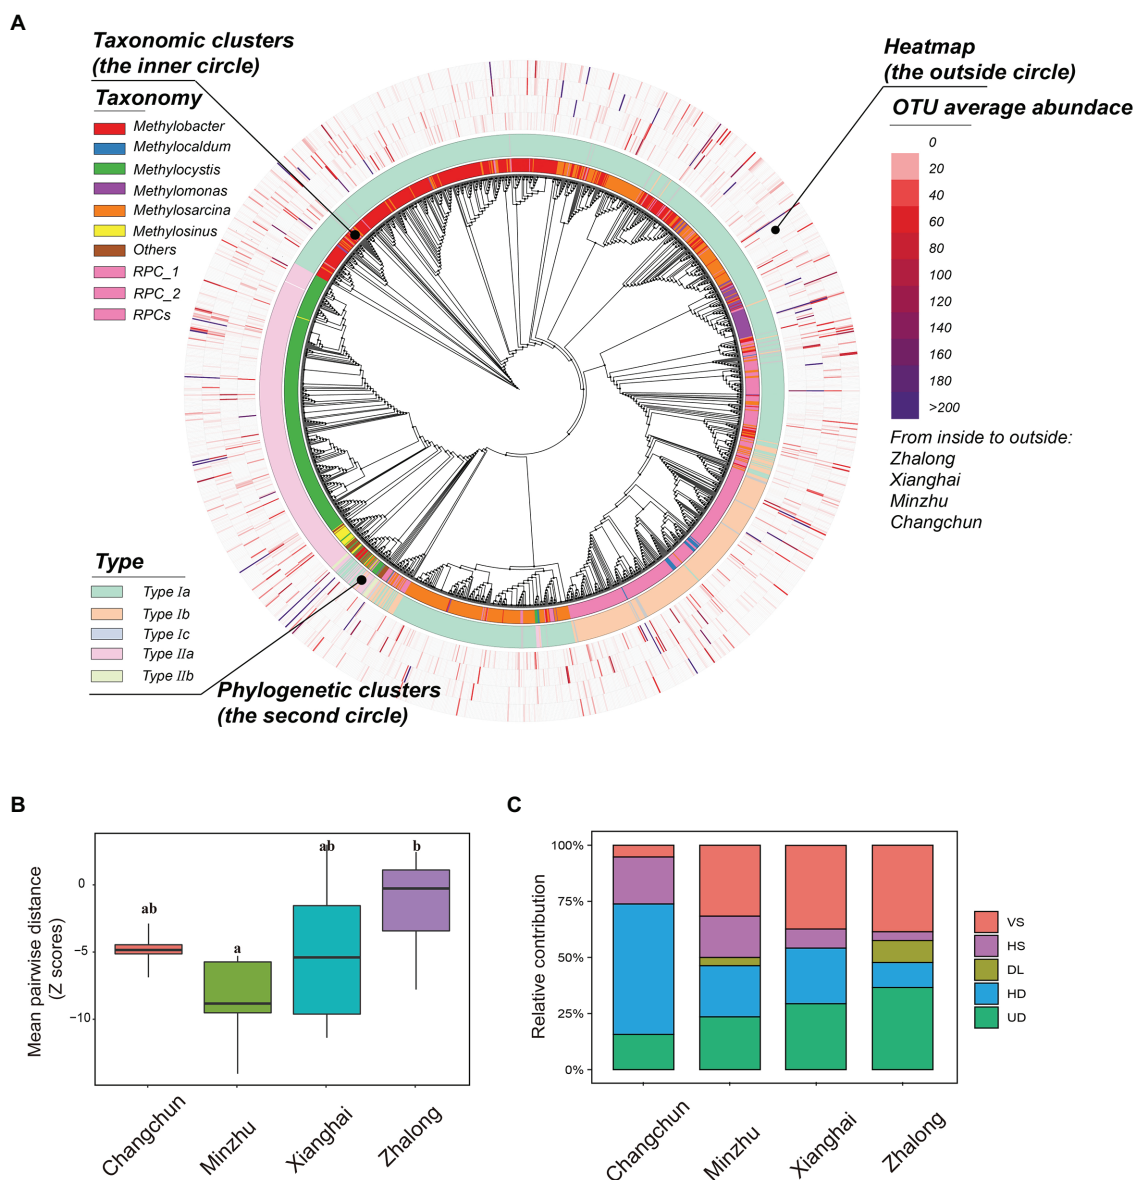 A
Taxonomic clusters
(the inner circle)
Taxonomy
Methylobacter
Methylocaldum
Methylocystis
Methylomonas
Methylosarcina
Methylosinus
Others
RPC_1
RPC_2
RPCs
Heatmap
(the outside circle)
OTU average abundace
0
20
40
60
80
100
120
140
160
180
>200
From inside to outside:
Zhalong
Xianghai
Minzhu
Changchun
Type
Type Ia
Type Ib
Type Ic
Type IIa
Type IIb
Phylogenetic clusters
(the second circle)
B
Mean pairwise distance
(Z scores)
0
−5
−10
ab
a
ab
b
Changchun
Minzhu
Xianghai
Zhalong
C
Relative contribution
100%
75%
50%
25%
0%
Changchun
Minzhu
Xianghai
Zhalong
VS
HS
DL
HD
UD